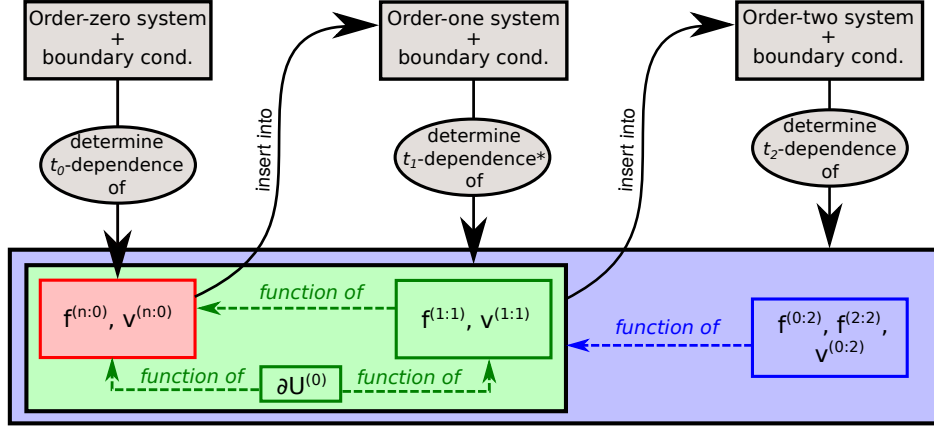 Order-zero system
+
boundary cond.
Order-one system
+
boundary cond.
Order-two system
+
boundary cond.
determine
t₀-dependence
of
insert into
determine
t₁-dependence*
of
insert into
determine
t₂-dependence
of
f⁽ⁿ:⁰⁾, v⁽ⁿ:⁰⁾
function of
f⁽¹:¹⁾, v⁽¹:¹⁾
function of
f⁽⁰:²⁾, f⁽²:²⁾,
v⁽⁰:²⁾
function of
∂U⁽⁰⁾
function of